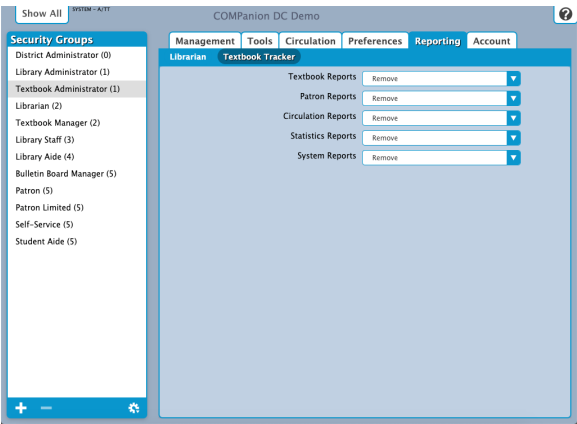 Show All
SYSTEM - A/TT
COMPanion DC Demo
?
Security Groups
District Administrator (0)
Library Administrator (1)
Textbook Administrator (1)
Librarian (2)
Textbook Manager (2)
Library Staff (3)
Library Aide (4)
Bulletin Board Manager (5)
Patron (5)
Patron Limited (5)
Self-Service (5)
Student Aide (5)
Management Tools Circulation Preferences Reporting Account
Librarian Textbook Tracker
Textbook Reports Remove
Patron Reports Remove
Circulation Reports Remove
Statistics Reports Remove
System Reports Remove